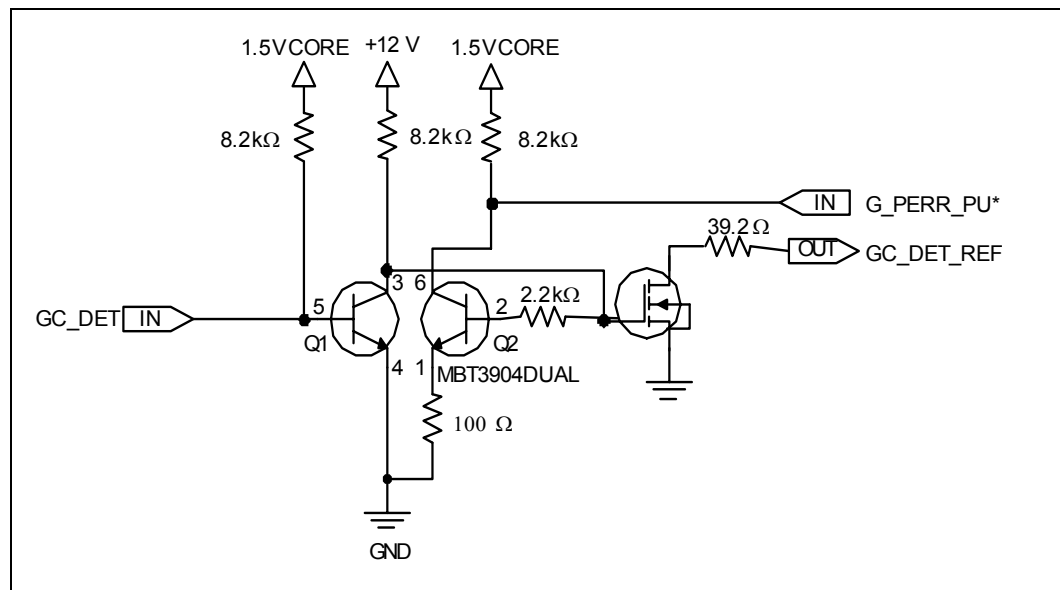 1.5VCORE +12 V 1.5VCORE
8.2kΩ 8.2kΩ 8.2kΩ
IN G_PERR_PU*
39.2 Ω
OUT GC_DET_REF
3 6
2.2kΩ
GC_DET IN 5 2
Q1 Q2
4 1 MBT3904DUAL
100 Ω
GND